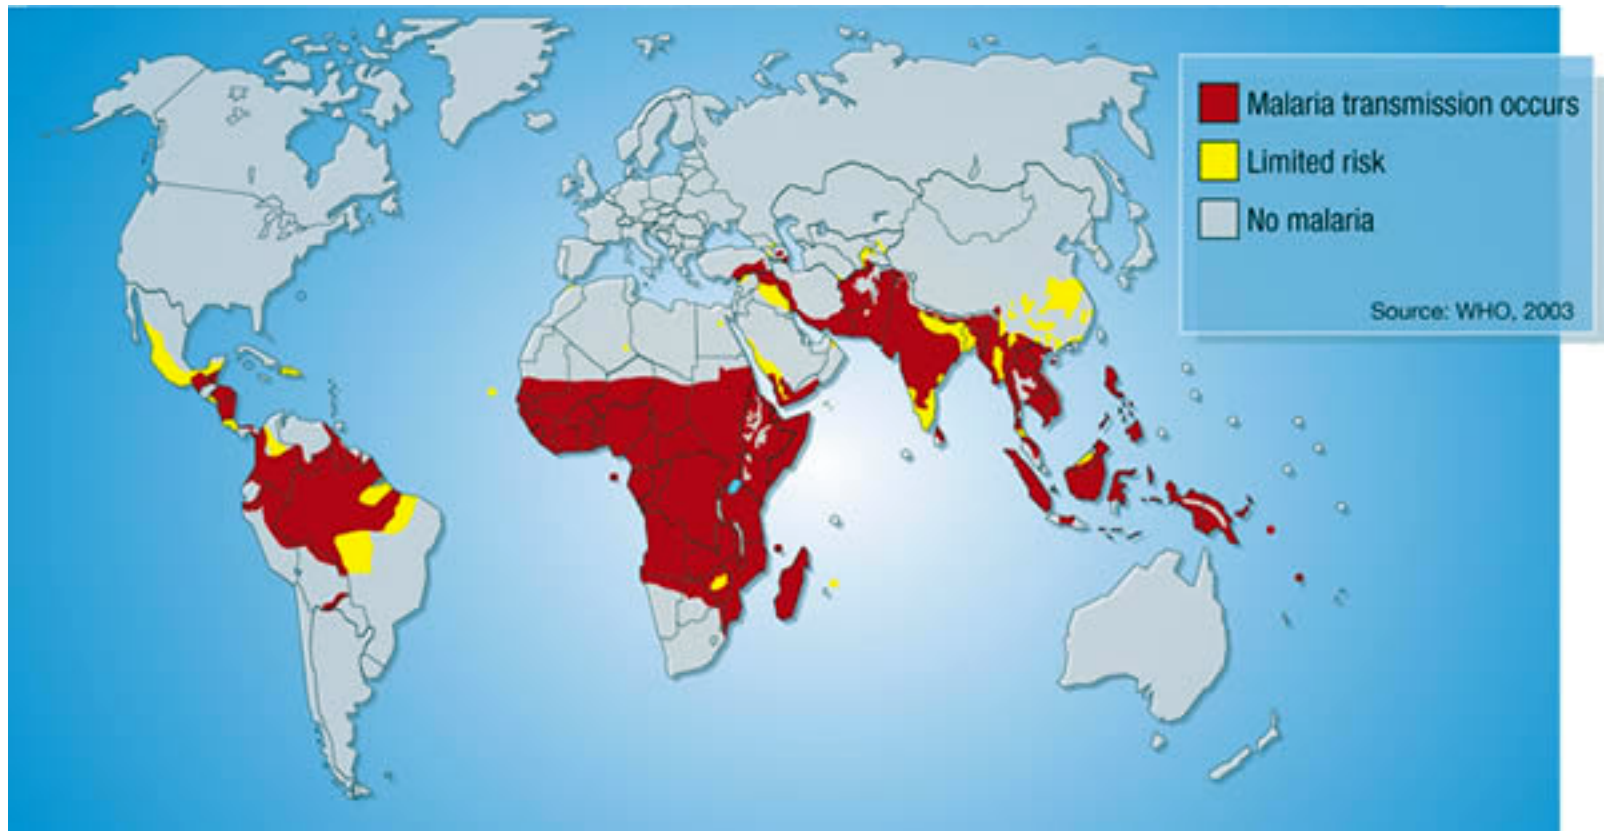 Malaria transmission occurs
Limited risk
No malaria
Source: WHO, 2003